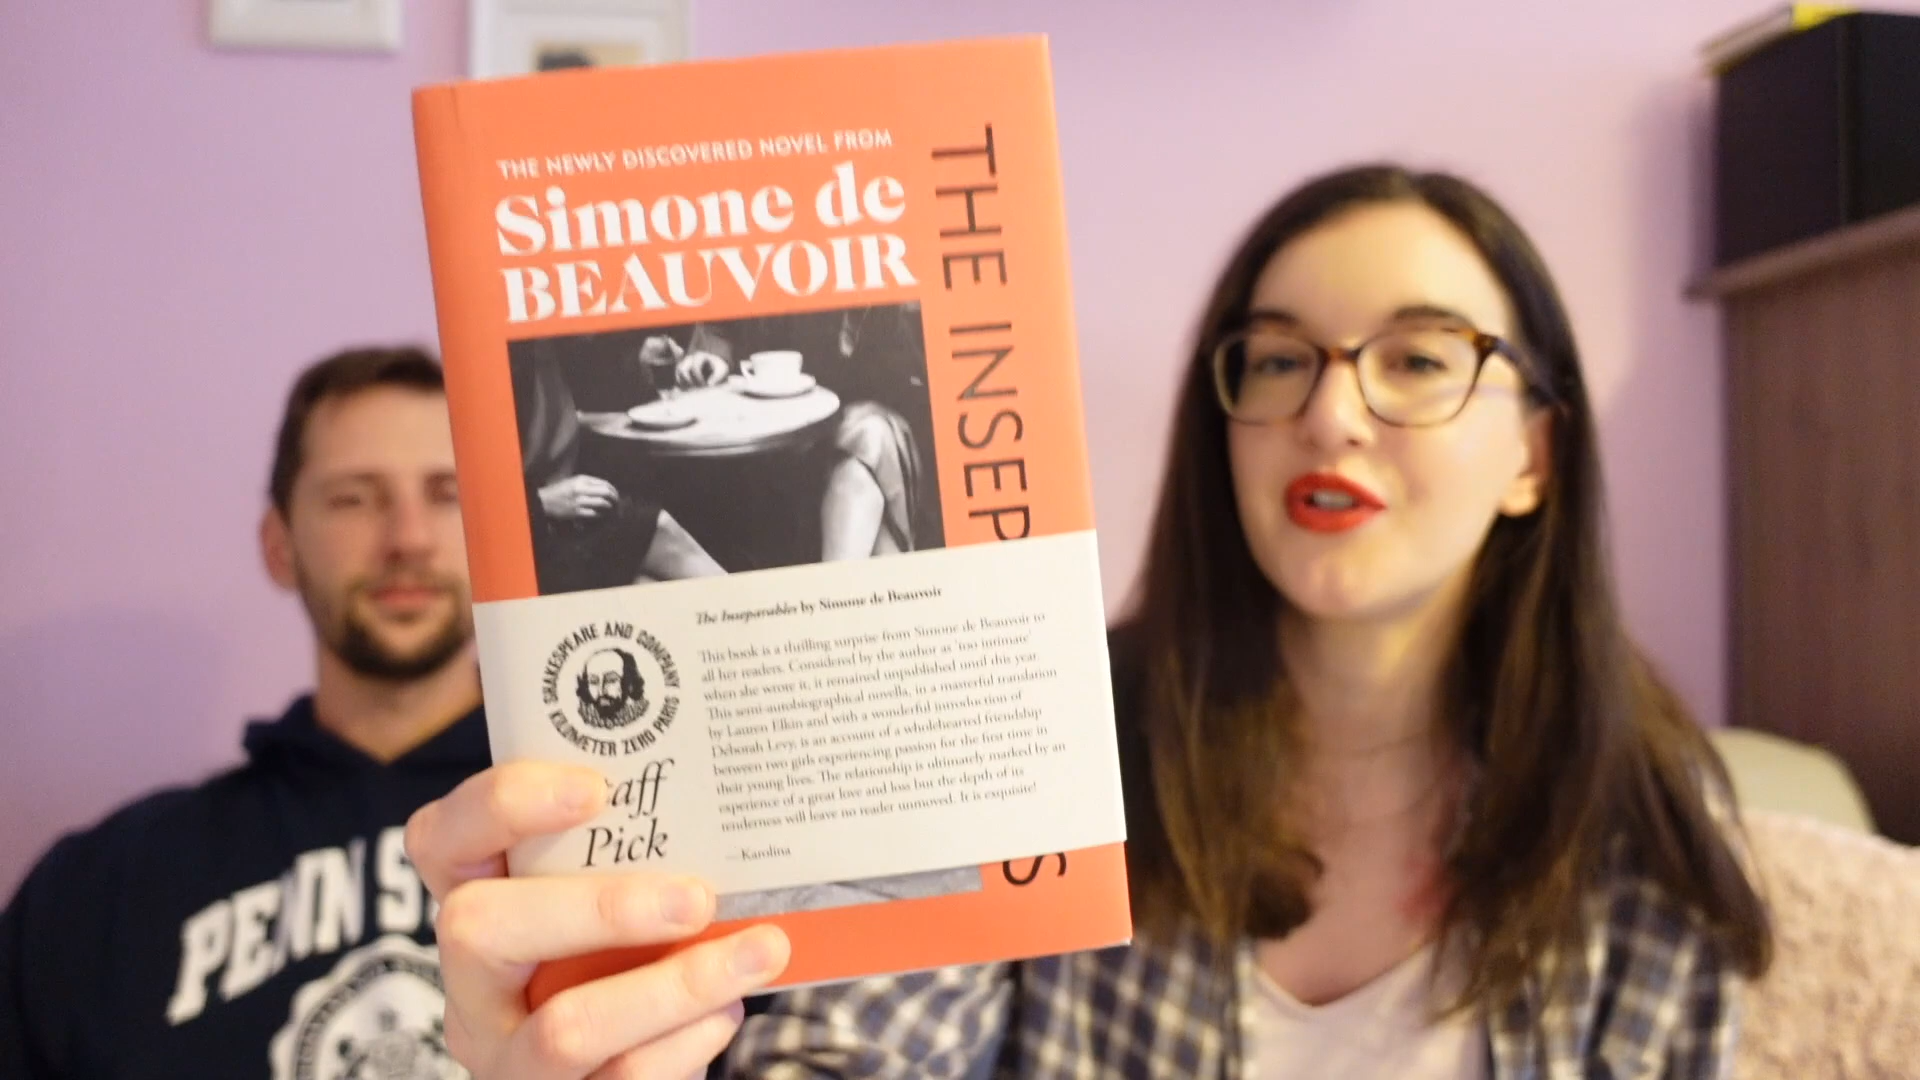 THE NEWLY DISCOVERED NOVEL FROM
Simone de
BEAUVOIR
THE INSEP
S
The Inseparables by Simone de Beauvoir
This book is a thrilling surprise from Simone de Beauvoir to
all her readers. Considered by the author as 'too intimate'
when she wrote it, it remained unpublished until this year.
This semi-autobiographical novella, in a masterful translation
by Lauren Elkin and with a wonderful introduction of
Deborah Levy, is an account of a wholehearted friendship
between two girls experiencing passion for the first time in
their young lives. The relationship is ultimately marked by an
experience of a great love and loss but the depth of its
tenderness will leave no reader unmoved. It is exquisite!
—Karolina
SHAKESPEARE AND COMPANY
KILOMETER ZERO PARIS
taff
Pick
PENN S